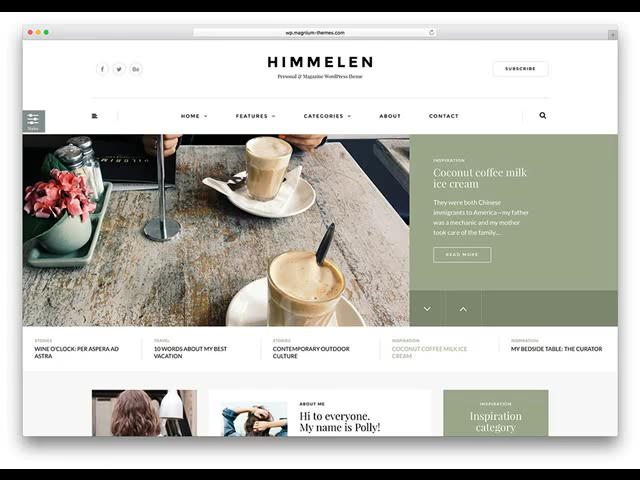 wp.magnium-themes.com
HIMMELEN
Personal & Magazine WordPress theme
SUBSCRIBE
HOME
FEATURES
CATEGORIES
ABOUT
CONTACT
Styles
INSPIRATION
Coconut coffee milk
ice cream
They were both Chinese
immigrants to America—my father
was a mechanic and my mother
took care of the family…
READ MORE
STORIES
WINE O'CLOCK: PER ASPERA AD
ASTRA
TRAVEL
10 WORDS ABOUT MY BEST
VACATION
STORIES
CONTEMPORARY OUTDOOR
CULTURE
INSPIRATION
COCONUT COFFEE MILK ICE
CREAM
INSPIRATION
MY BEDSIDE TABLE: THE CURATOR
ABOUT ME
Hi to everyone.
My name is Polly!
INSPIRATION
Inspiration
category